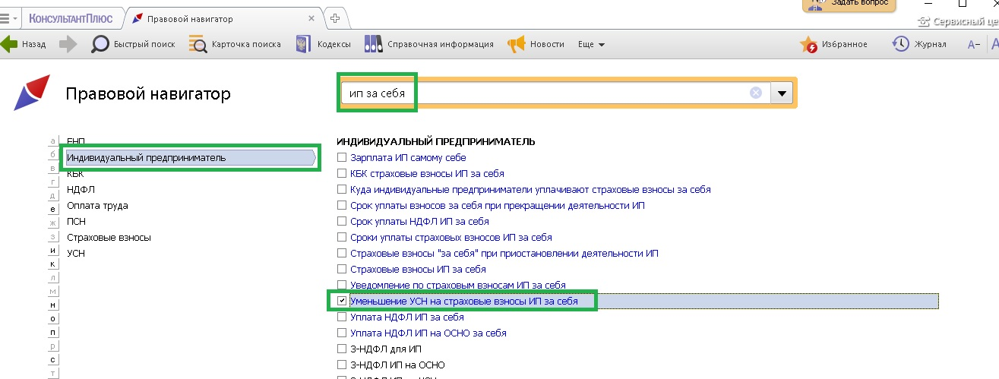 КОНСУЛЬТАНТПЛЮС Правовой навигатор Задать вопрос
Сервисный це
Назад Быстрый поиск Карточка поиска Кодексы Справочная информация Новости Еще Избранное Журнал А− А
Правовой навигатор
ип за себя
а
б
в
г
д
е
ж
з
и
к
л
м
н
о
п
р
с
т
ЕНП
Индивидуальный предприниматель
КБК
НДФЛ
Оплата труда
ПСН
Страховые взносы
УСН
ИНДИВИДУАЛЬНЫЙ ПРЕДПРИНИМАТЕЛЬ
Зарплата ИП самому себе
КБК страховые взносы ИП за себя
Куда индивидуальные предприниматели уплачивают страховые взносы за себя
Срок уплаты взносов за себя при прекращении деятельности ИП
Срок уплаты НДФЛ ИП за себя
Сроки уплаты страховых взносов ИП за себя
Страховые взносы "за себя" при приостановлении деятельности ИП
Страховые взносы ИП за себя
Уведомление по страховым взносам ИП за себя
Уменьшение УСН на страховые взносы ИП за себя
Уплата НДФЛ ИП за себя
Уплата НДФЛ ИП на ОСНО за себя
3-НДФЛ для ИП
3-НДФЛ ИП на ОСНО